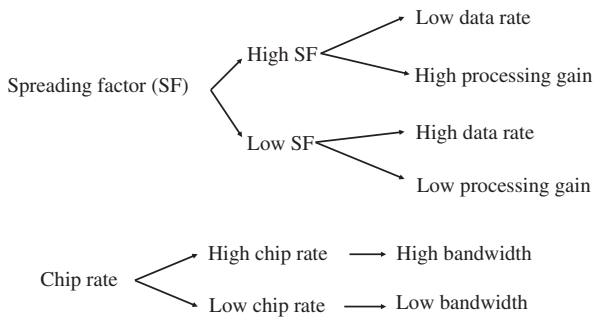 Low data rate
High SF
High processing gain
Spreading factor (SF)
High data rate
Low SF
Low processing gain
High chip rate
High bandwidth
Chip rate
Low chip rate
Low bandwidth